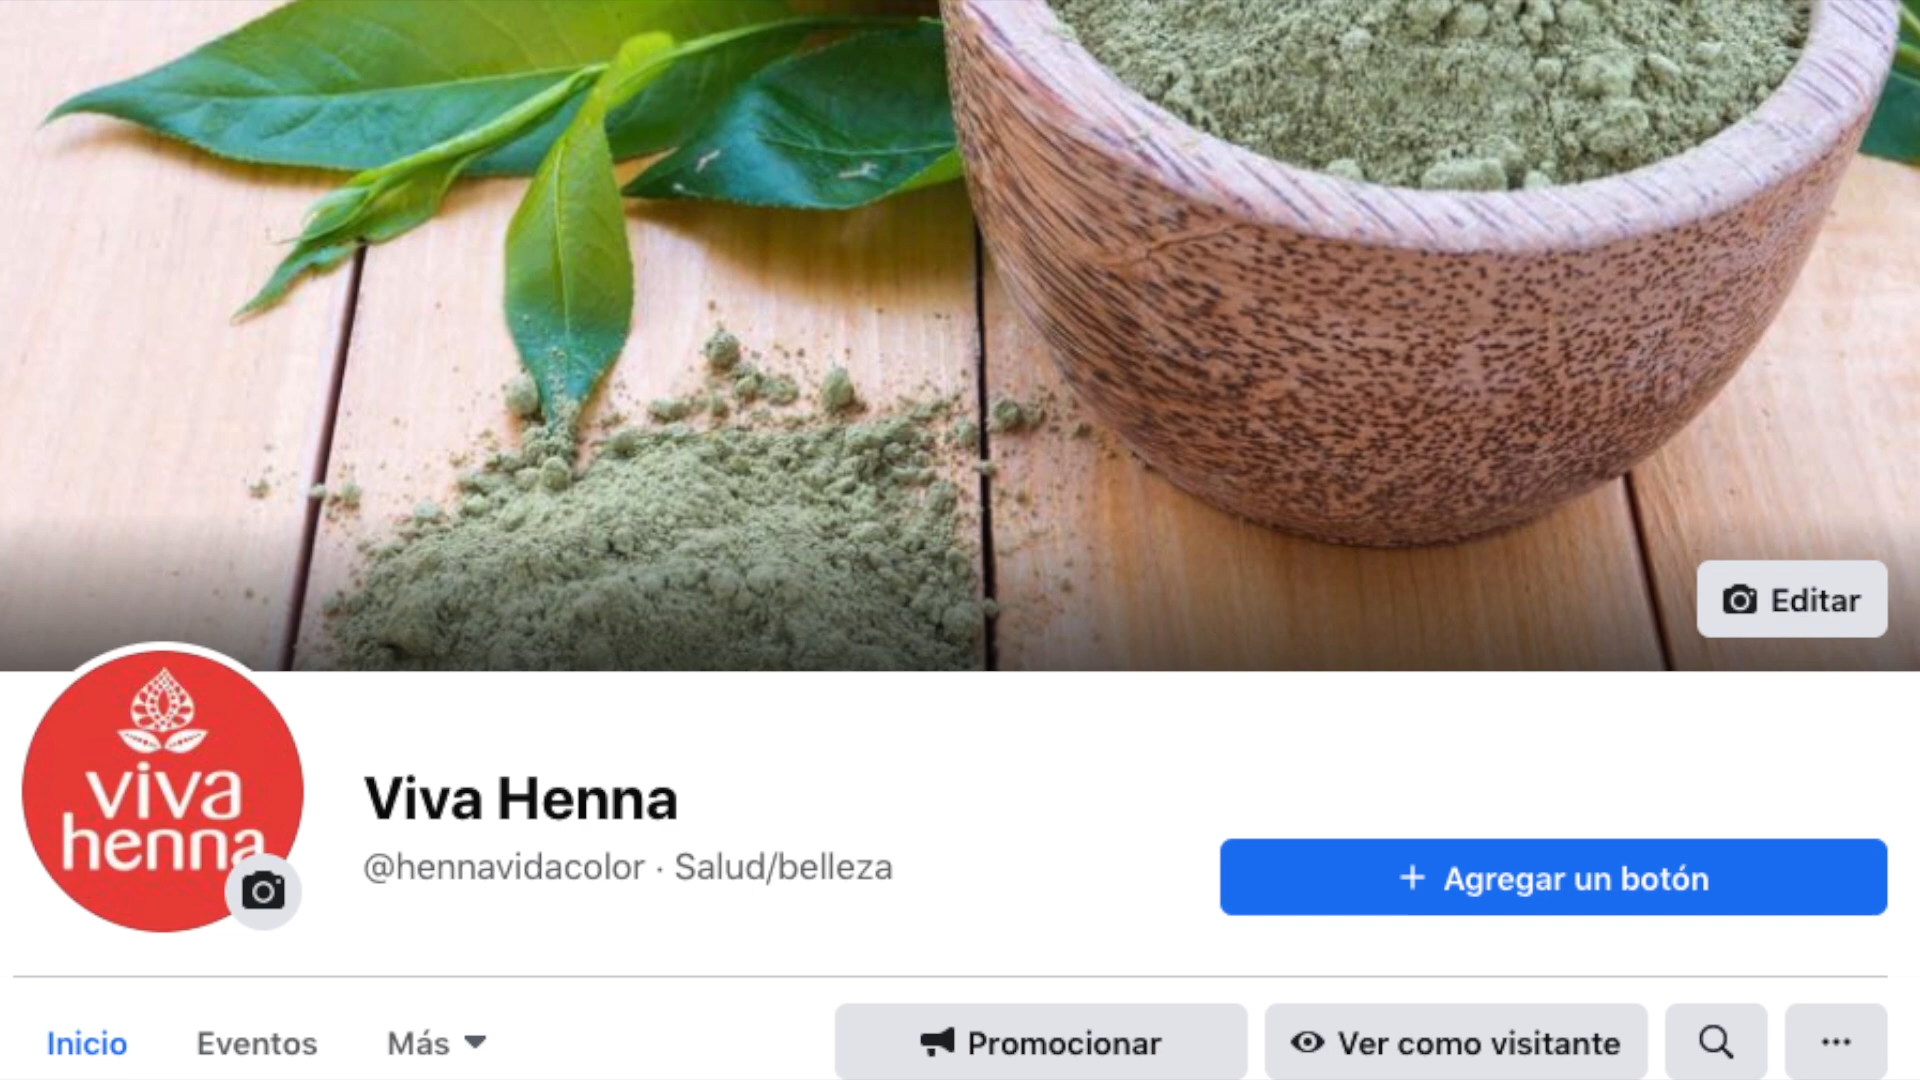 Editar
viva
henna
Viva Henna
@hennavidacolor · Salud/belleza
+ Agregar un botón
Inicio
Eventos
Más
Promocionar
Ver como visitante